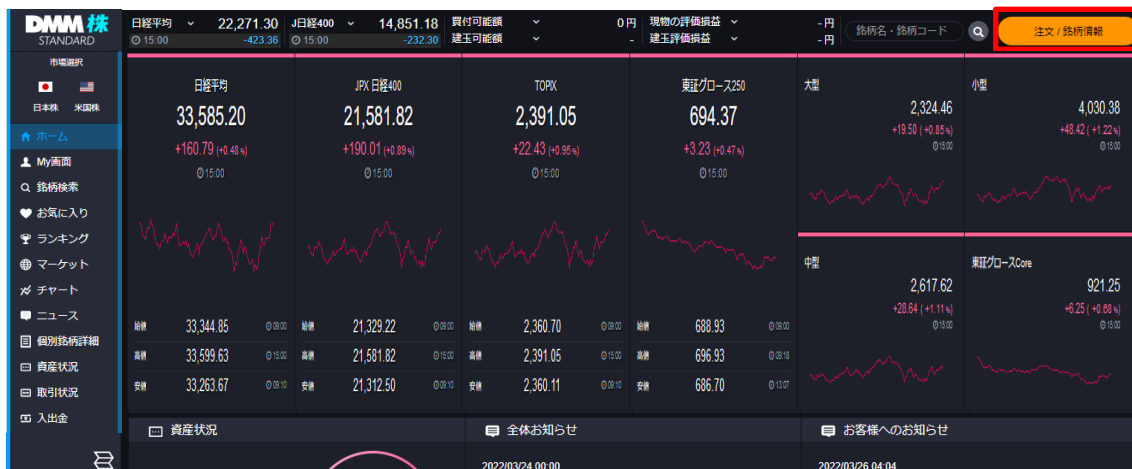 DMM 株
STANDARD
市場選択
日本株 米国株
ホーム
My画面
銘柄検索
お気に入り
ランキング
マーケット
チャート
ニュース
個別銘柄詳細
資産状況
取引状況
入出金
日経平均 22,271.30 J日経400 14,851.18 買付可能額 0円 現物の評価損益 -円
15:00 -423.36 15:00 -232.30 建玉可能額 - 建玉評価損益 -円
銘柄名・銘柄コード
注文 / 銘柄情報
日経平均
33,585.20
+160.79 (+0.48%)
15:00
始値 33,344.85 09:00
高値 33,599.63 15:00
安値 33,263.67 09:10
JPX 日経400
21,581.82
+190.01 (+0.89%)
15:00
始値 21,329.22 09:00
高値 21,581.82 15:00
安値 21,312.50 09:10
TOPIX
2,391.05
+22.43 (+0.95%)
15:00
始値 2,360.70 09:00
高値 2,391.05 15:00
安値 2,360.11 09:10
東証グロース250
694.37
+3.23 (+0.47%)
15:00
始値 688.93 09:00
高値 696.93 09:18
安値 686.70 13:07
大型
2,324.46
+19.50 ( +0.85 %)
15:00
小型
4,030.38
+48.42 ( +1.22 %)
15:00
中型
2,617.62
+28.64 ( +1.11 %)
15:00
東証グロースCore
921.25
+6.25 ( +0.68 %)
15:00
資産状況
全体お知らせ
2022/03/24 00:00
お客様へのお知らせ
2022/03/26 04:04